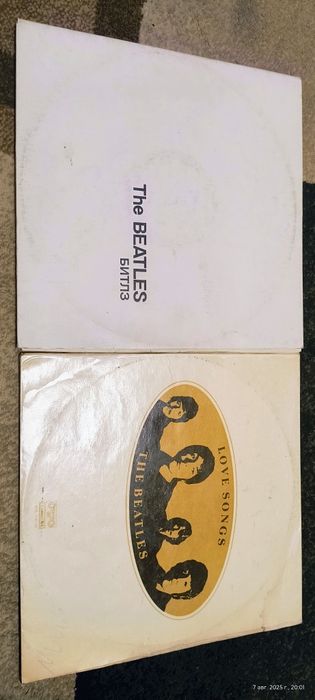 The BEATLES
БИТЛЗ
LOVE SONGS
THE BEATLES
7 авг. 2025 г., 20:01